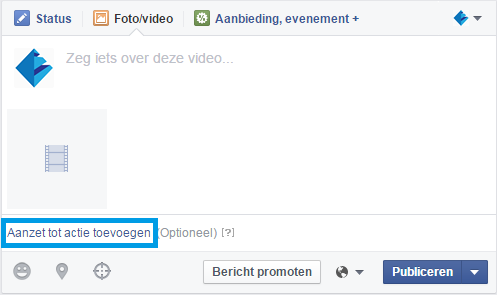 Status Foto/video Aanbieding, evenement +
Zeg iets over deze video...
Aanzet tot actie toevoegen (Optioneel) [?]
Bericht promoten Publiceren